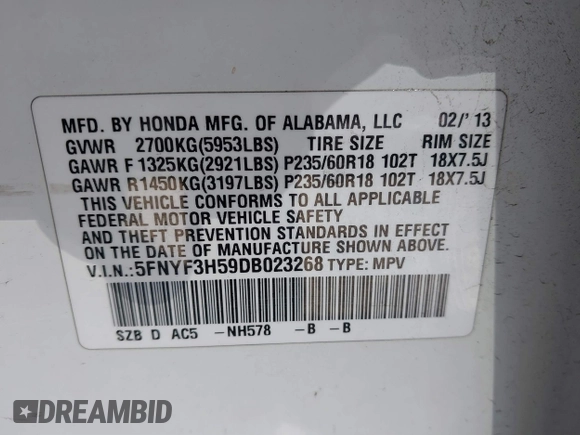 MFD. BY HONDA MFG. OF ALABAMA, LLC 02/'13
GVWR 2700KG(5953LBS) TIRE SIZE RIM SIZE
GAWR F 1325KG(2921LBS) P235/60R18 102T 18X7.5J
GAWR R1450KG(3197LBS) P235/60R18 102T 18X7.5J
THIS VEHICLE CONFORMS TO ALL APPLICABLE
FEDERAL MOTOR VEHICLE SAFETY
AND THEFT PREVENTION STANDARDS IN EFFECT
ON THE DATE OF MANUFACTURE SHOWN ABOVE.
V.I.N.:5FNYF3H59DB023268 TYPE: MPV
SZB D AC5 -NH578 -B -B
DREAMBID